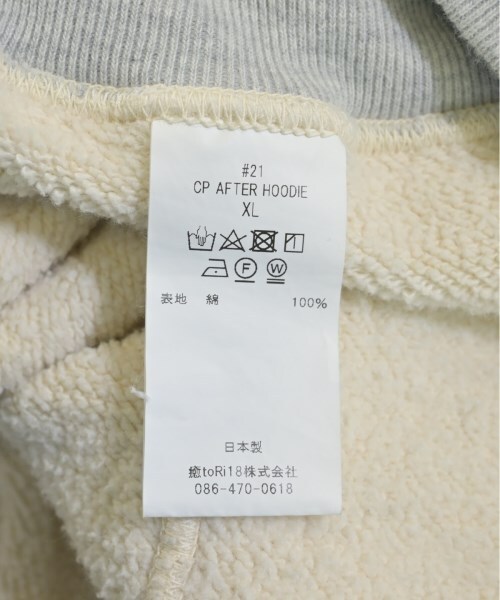 #21
CP AFTER HOODIE
XL
F W
表地 綿 100%
日本製
癒toRi18株式会社
086-470-0618